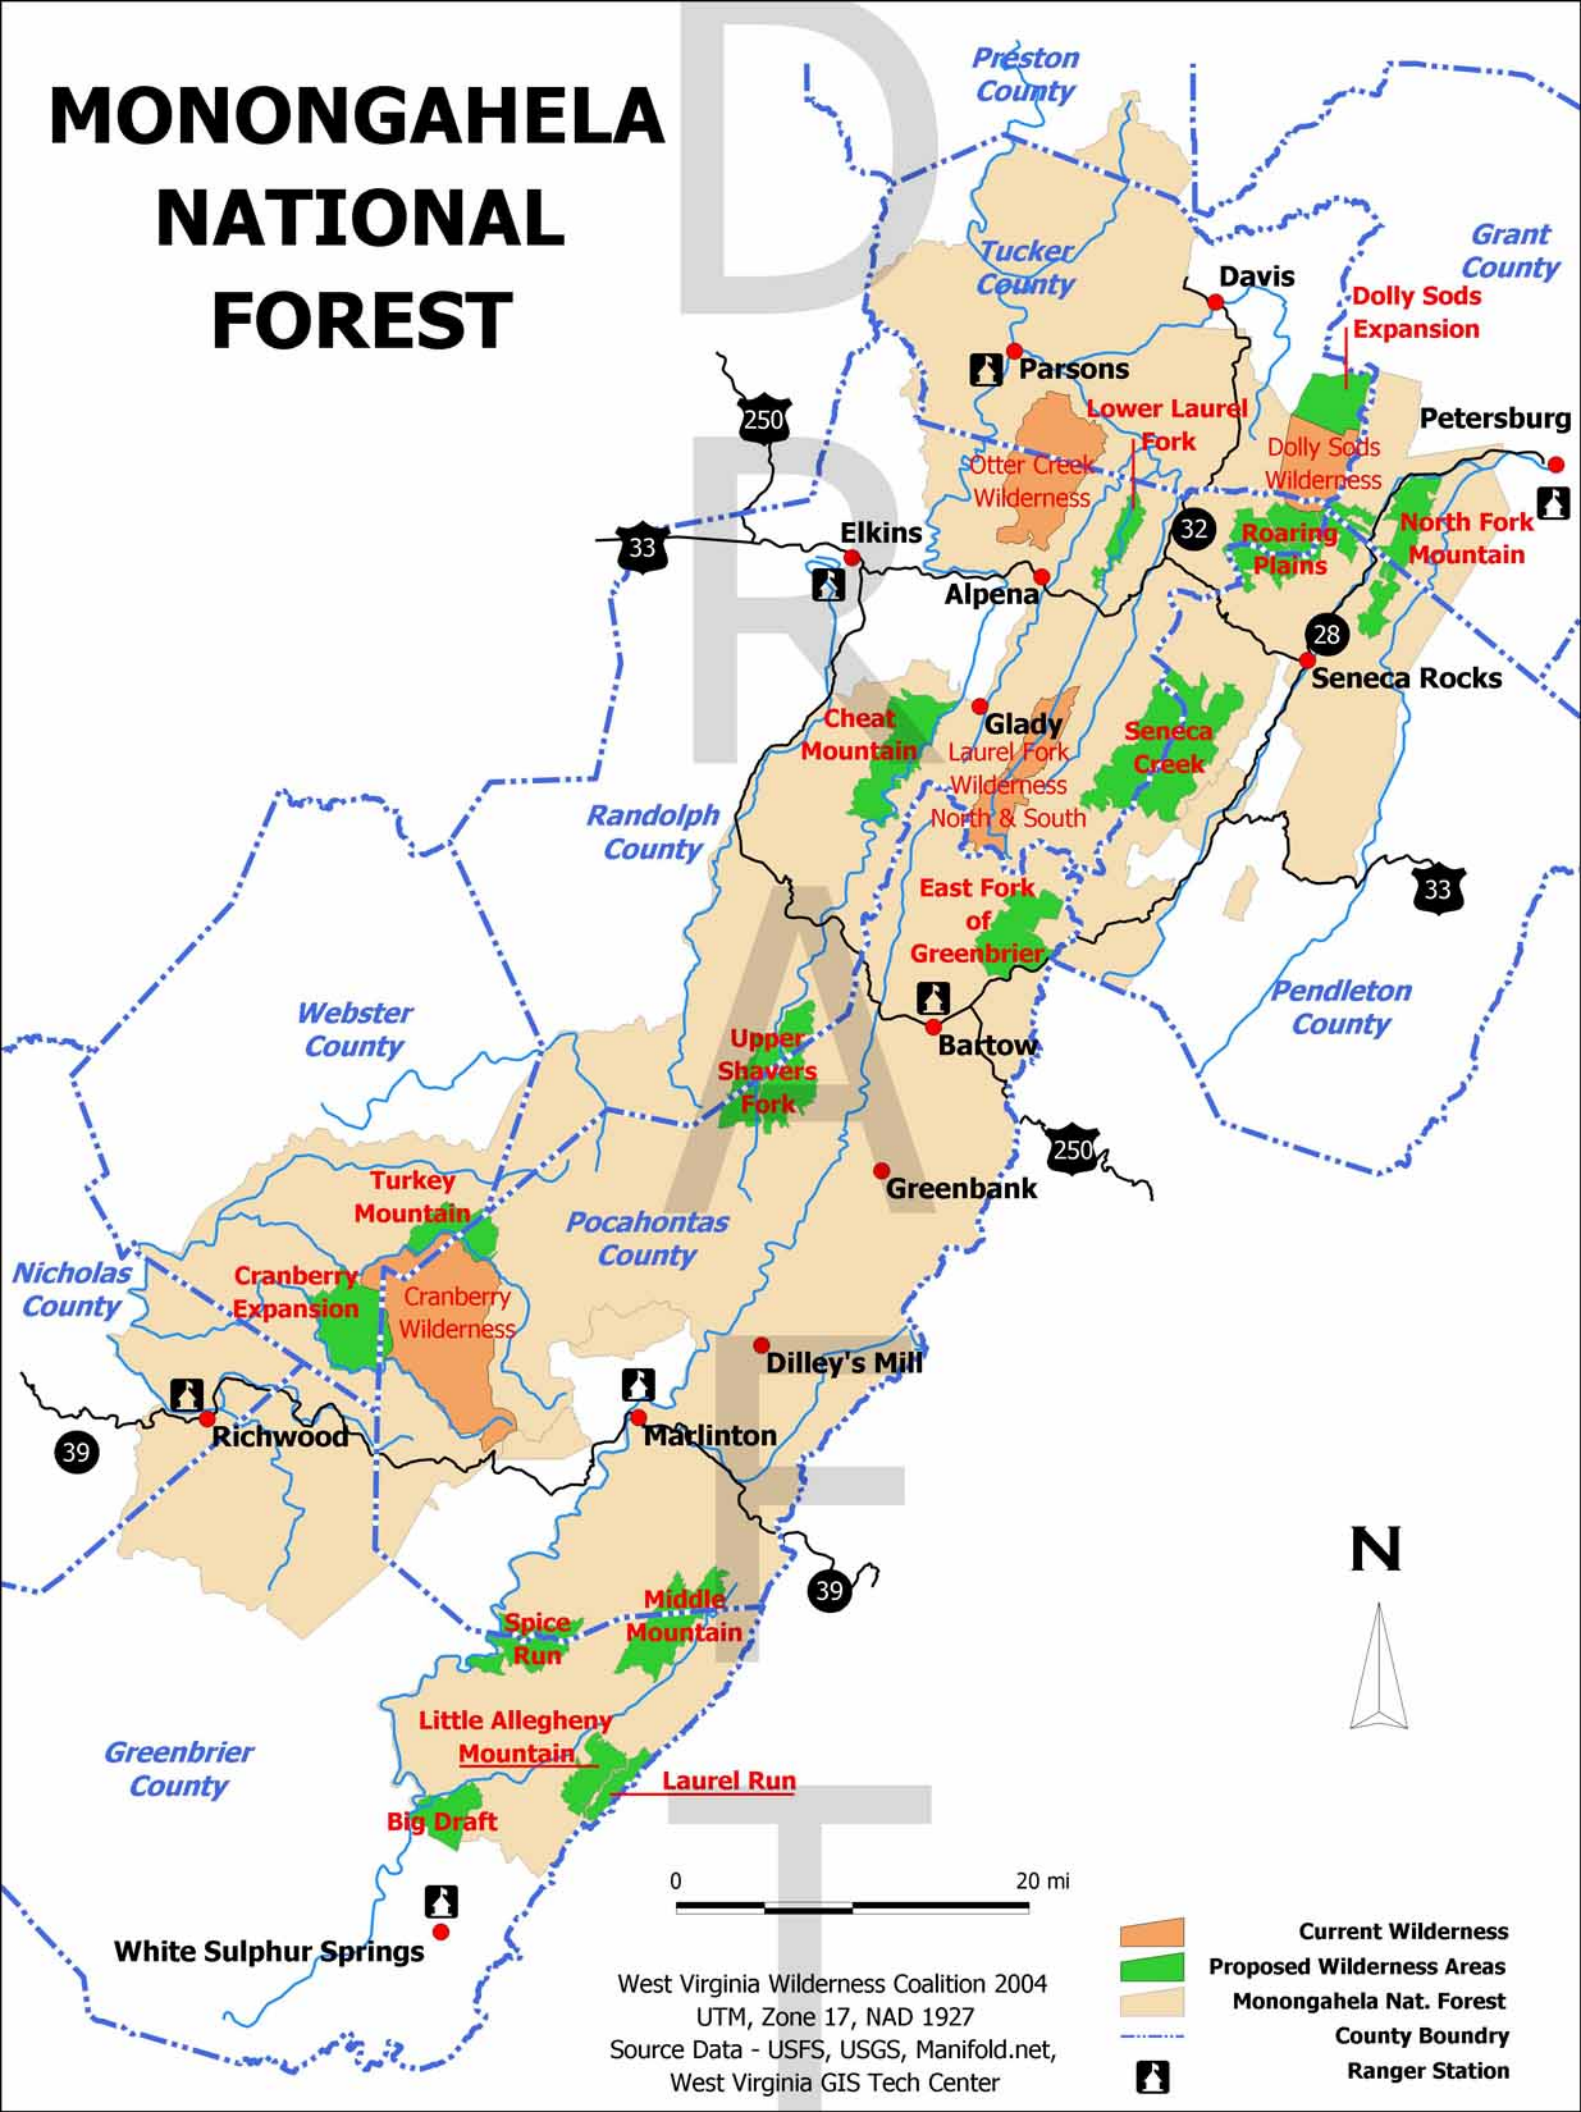 MONONGAHELA
NATIONAL
FOREST
DRAFT
Preston
County
Tucker
County
Grant
County
Davis
Dolly Sods
Expansion
Parsons
250
Lower Laurel
Fork
Petersburg
Otter Creek
Wilderness
Dolly Sods
Wilderness
33
Elkins
32
Roaring
Plains
North Fork
Mountain
Alpena
28
Seneca Rocks
Cheat
Mountain
Glady
Laurel Fork
Wilderness
North & South
Seneca
Creek
Randolph
County
East Fork
of
Greenbrier
33
Webster
County
Pendleton
County
Upper
Shavers
Fork
Bartow
250
Greenbank
Turkey
Mountain
Pocahontas
County
Nicholas
County
Cranberry
Expansion
Cranberry
Wilderness
Dilley's Mill
Richwood
39
Marlinton
N
39
Middle
Mountain
Spice
Run
Little Allegheny
Mountain
Laurel Run
Greenbrier
County
Big Draft
White Sulphur Springs
0 20 mi
West Virginia Wilderness Coalition 2004
UTM, Zone 17, NAD 1927
Source Data - USFS, USGS, Manifold.net,
West Virginia GIS Tech Center
Current Wilderness
Proposed Wilderness Areas
Monongahela Nat. Forest
County Boundry
Ranger Station